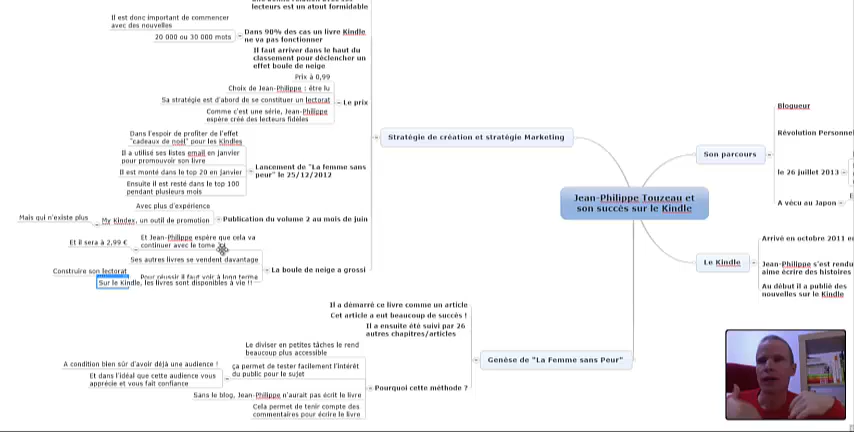 lecteurs est un atout formidable
Il est donc important de commencer
avec des nouvelles
20 000 ou 30 000 mots
Dans 90% des cas un livre Kindle
ne va pas fonctionner
Il faut arriver dans le haut du
classement pour déclencher un
effet boule de neige
Prix à 0,99
Choix de Jean-Philippe : être lu
Sa stratégie est d'abord de se constituer un lectorat
Comme c'est une série, Jean-Philippe
espère créé des lecteurs fidèles
Le prix
Stratégie de création et stratégie Marketing
Dans l'espoir de profiter de l'effet
"cadeaux de noël" pour les Kindles
Il a utilisé ses listes email en janvier
pour promouvoir son livre
Il est monté dans le top 20 en janvier
Ensuite il est resté dans le top 100
pendant plusieurs mois
Lancement de "La femme sans
peur" le 25/12/2012
Avec plus d'expérience
Mais qui n'existe plus
My Kindex, un outil de promotion
Publication du volume 2 au mois de juin
Et il sera à 2,99 €
Et Jean-Philippe espère que cela va
continuer avec le tome
Ses autres livres se vendent davantage
Construire son lectorat
Pour réussir il faut voir à long terme
Sur le Kindle, les livres sont disponibles à vie !!
La boule de neige a grossi
Jean-Philippe Touzeau et
son succès sur le Kindle
Blogueur
Révolution Personnel
Son parcours
le 26 juillet 2013
A vécu au Japon
Arrivé en octobre 2011 e
Le Kindle
Jean-Philippe s'est rendu
aime écrire des histoires
Au début il a publié des
nouvelles sur le Kindle
Il a démarré ce livre comme un article
Cet article a eut beaucoup de succès !
Il a ensuite été suivi par 26
autres chapitres/articles
Genèse de "La Femme sans Peur"
Le diviser en petites tâches le rend
beaucoup plus accessible
A condition bien sûr d'avoir déjà une audience !
Et dans l'idéal que cette audience vous
apprécie et vous fait confiance
ça permet de tester facilement l'intérêt
du public pour le sujet
Pourquoi cette méthode ?
Sans le blog, Jean-Philippe n'aurait pas écrit le livre
Cela permet de tenir compte des
commentaires pour écrire le livre